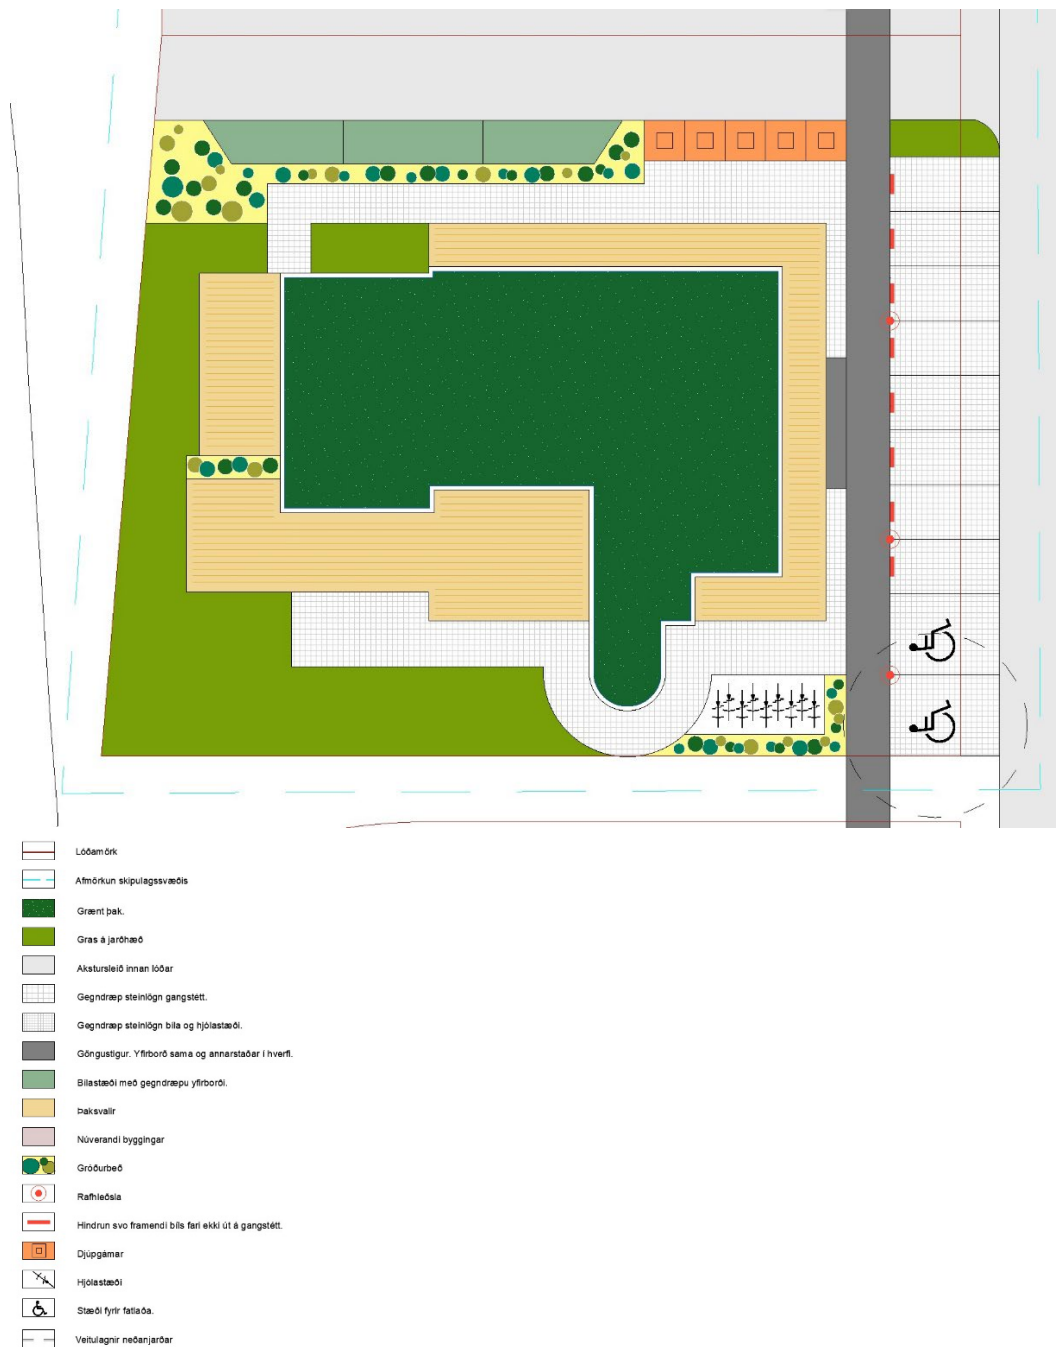 Lóðamörk
Afmörkun skipulagssvæðis
Grænt þak.
Gras á jarðhæð
Akstursleið innan lóðar
Gegndræp steinlögn gangstétt.
Gegndræp steinlögn bíla og hjólastæði.
Göngustígur. Yfirborð sama og annarstaðar í hverfi.
Bílastæði með gegndræpu yfirborði.
Þaksvalir
Núverandi byggingar
Gróðurbeð
Rafhleðsla
Hindrun svo framendi bíls fari ekki út á gangstétt.
Djúpgámar
Hjólastæði
Stæði fyrir fatlaða.
Veitulagnir neðanjarðar